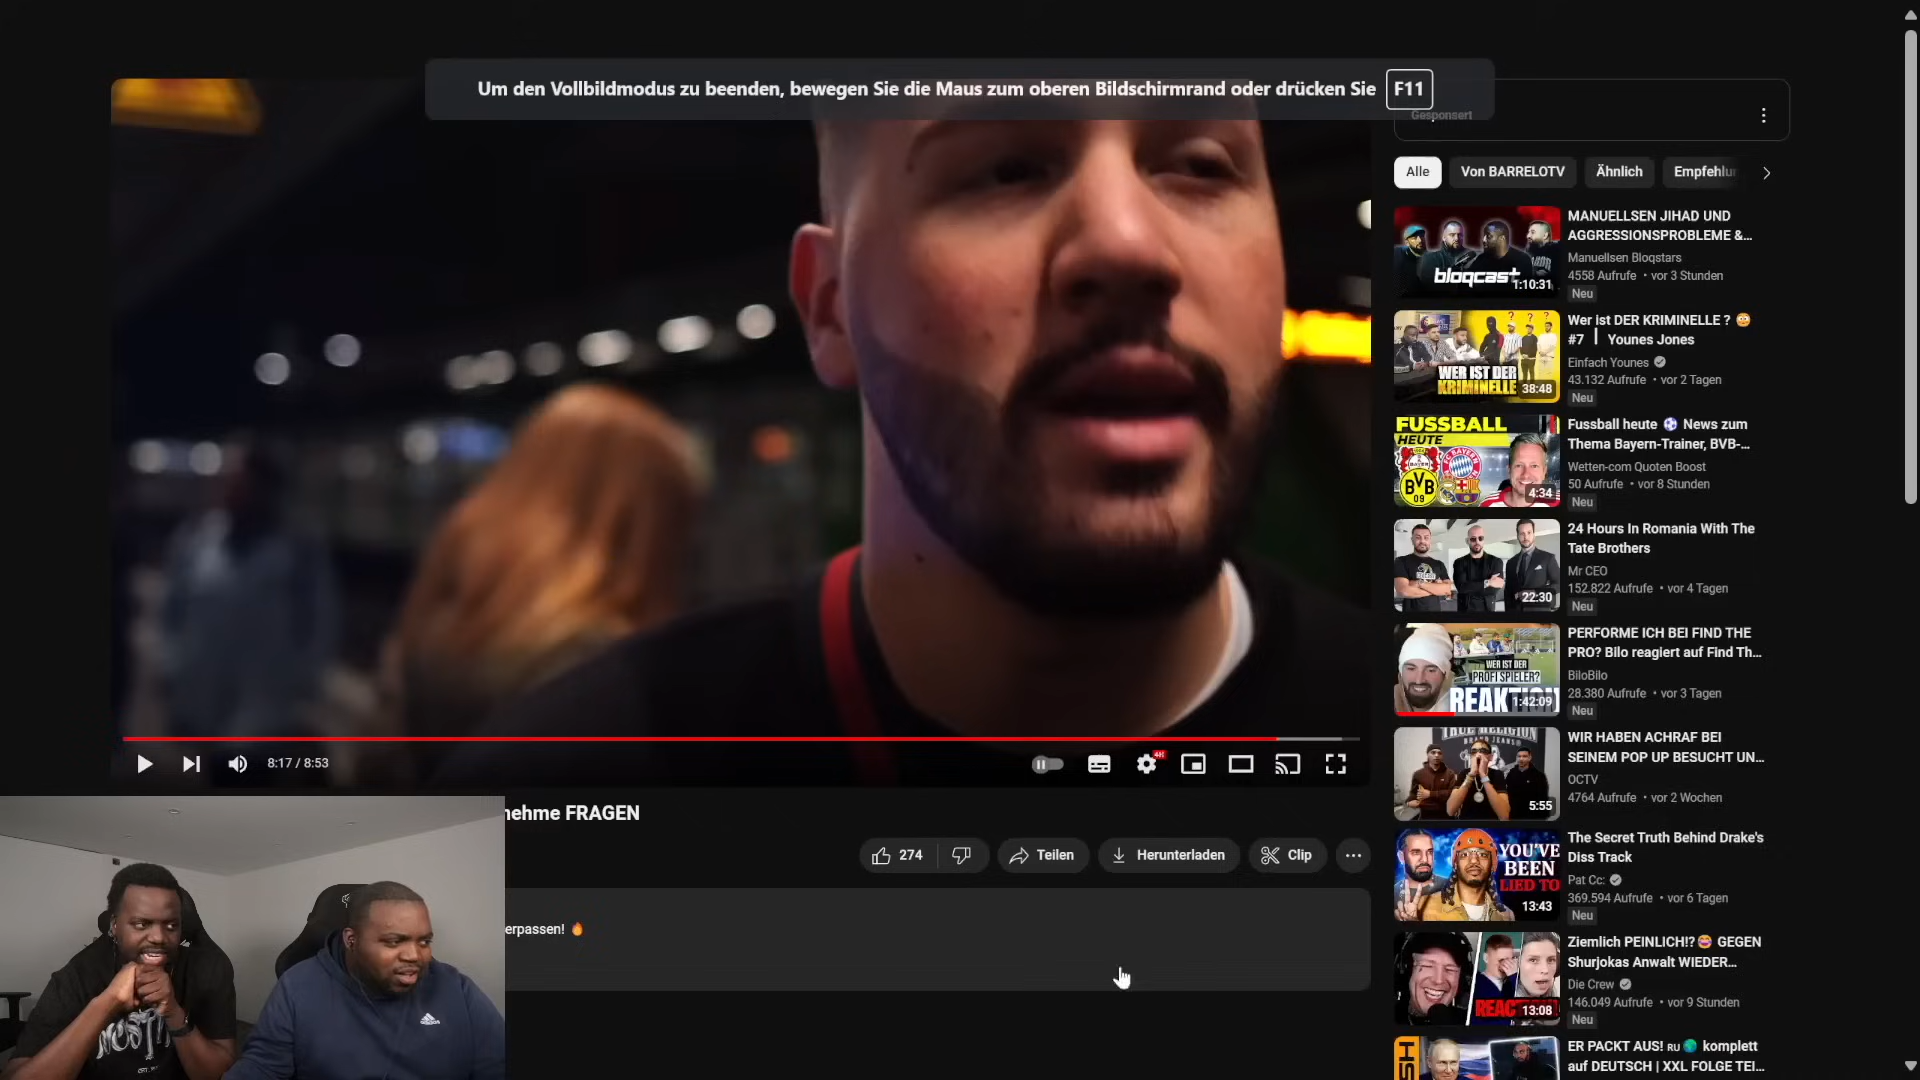 Um den Vollbildmodus zu beenden, bewegen Sie die Maus zum oberen Bildschirmrand oder drücken Sie F11
Gesponsert
Alle
Von BARRELOTV
Ähnlich
Empfehlu
MANUELLSEN JIHAD UND
AGGRESSIONSPROBLEME &...
Manuellsen Bloqstars
4558 Aufrufe • vor 3 Stunden
Neu
bloqcast
1:10:31
Wer ist DER KRIMINELLE ? 😳
#7 | Younes Jones
Einfach Younes
43.132 Aufrufe • vor 2 Tagen
Neu
WER IST DER
KRIMINELLE
38:48
Fussball heute ⚽ News zum
Thema Bayern-Trainer, BVB-...
Wetten-com Quoten Boost
50 Aufrufe • vor 8 Stunden
Neu
FUSSBALL
HEUTE
BVB
09
4:34
24 Hours In Romania With The
Tate Brothers
Mr CEO
152.822 Aufrufe • vor 4 Tagen
Neu
22:30
PERFORME ICH BEI FIND THE
PRO? Bilo reagiert auf Find Th...
BiloBilo
28.380 Aufrufe • vor 3 Tagen
Neu
WER IST DER
PROFISPIELER?
REAKTION
1:42:09
WIR HABEN ACHRAF BEI
SEINEM POP UP BESUCHT UN...
OCTV
4764 Aufrufe • vor 2 Wochen
TRUE RELIGION
BRAND JEANS
5:55
The Secret Truth Behind Drake's
Diss Track
Pat Cc:
369.594 Aufrufe • vor 6 Tagen
Neu
YOU'VE
BEEN
LIED TO
13:43
Ziemlich PEINLICH!? 😂 GEGEN
Shurjokas Anwalt WIEDER...
Die Crew
146.049 Aufrufe • vor 9 Stunden
Neu
13:08
ER PACKT AUS! RU 🌍 komplett
auf DEUTSCH | XXL FOLGE TEI...
8:17 / 8:53
4K
nehme FRAGEN
274
Teilen
Herunterladen
Clip
erpassen! 🔥
adidas